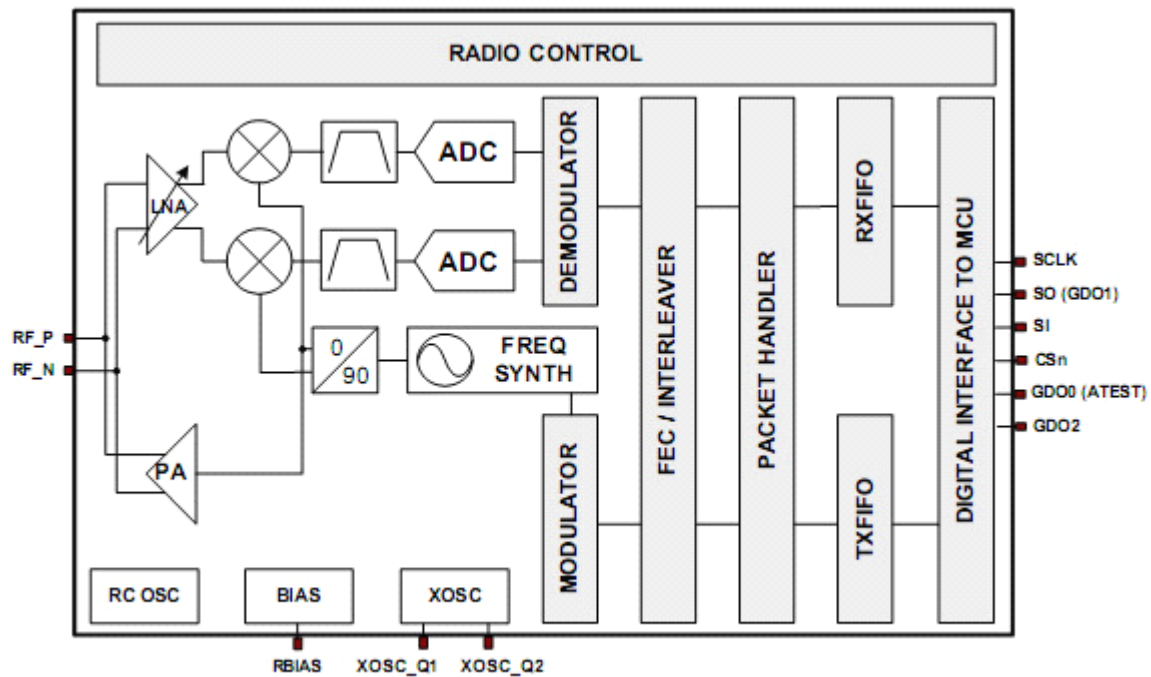 RADIO CONTROL
LNA
ADC
ADC
DEMODULATOR
FEC / INTERLEAVER
PACKET HANDLER
RXFIFO
DIGITAL INTERFACE TO MCU
SCLK
SO (GDO1)
SI
CSn
GDO0 (ATEST)
GDO2
RF_P
RF_N
0
90
FREQ
SYNTH
PA
MODULATOR
TXFIFO
RC OSC
BIAS
XOSC
RBIAS
XOSC_Q1
XOSC_Q2